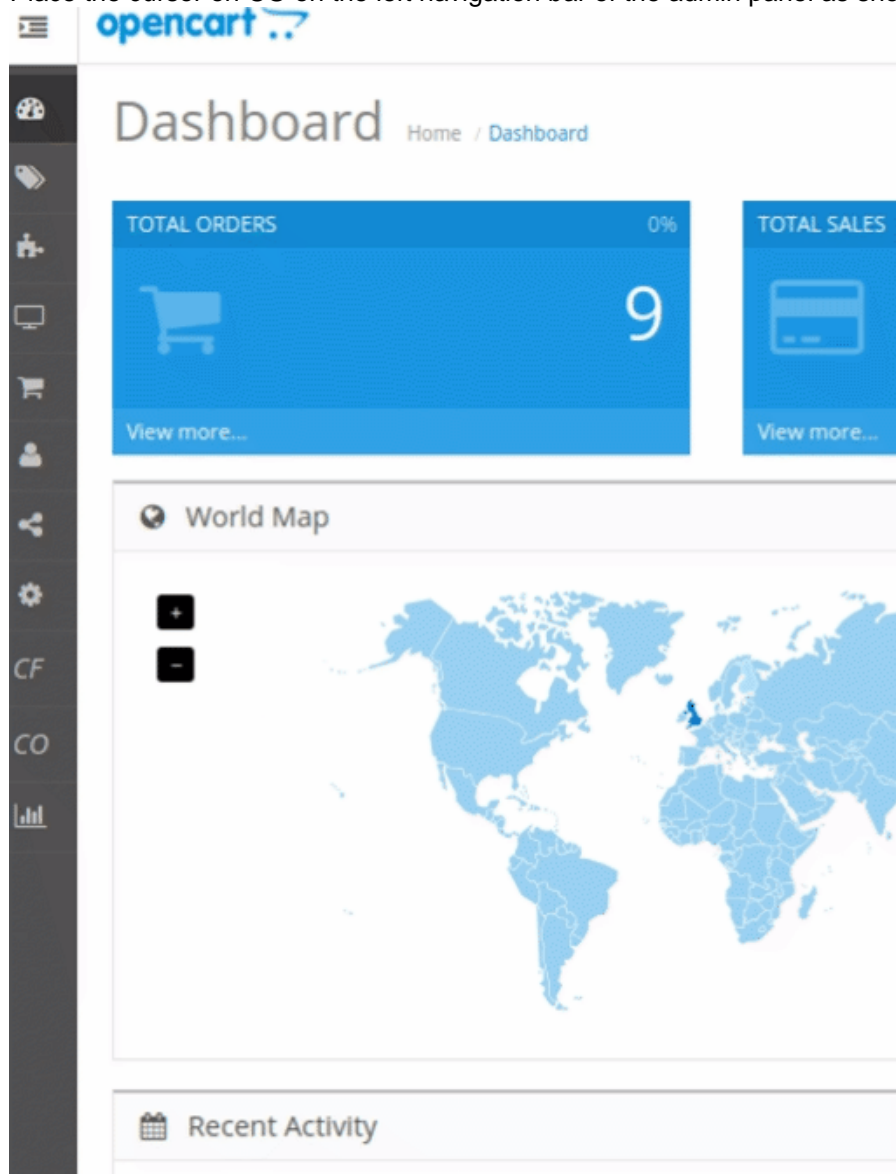 Place the cursor on CO on the left navigation bar of the admin panel as sho
opencart
Dashboard Home / Dashboard
TOTAL ORDERS 0%
9
View more...
TOTAL SALES
View more...
World Map
+
−
CF
CO
Recent Activity